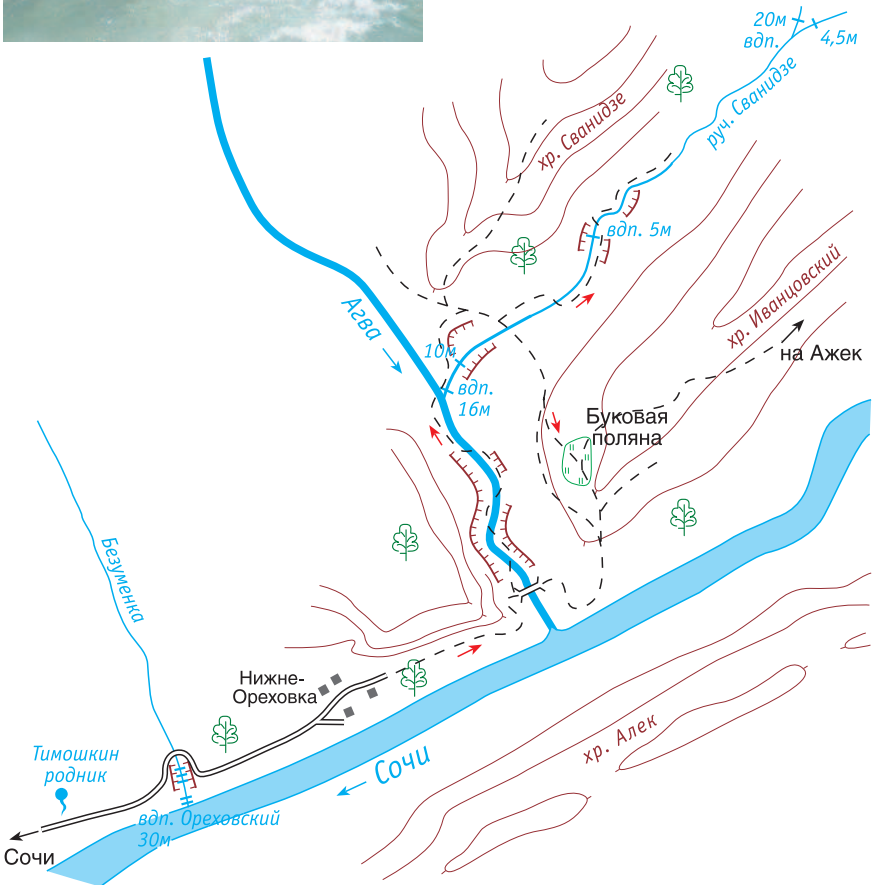 20м
вдп.
4,5м
руч. Сванидзе
хр. Сванидзе
вдп. 5м
хр. Иванцовский
Агва
10м
вдп.
16м
на Ажек
Буковая
поляна
Безуменка
Нижне-
Ореховка
хр. Алек
Сочи
Тимошкин
родник
вдп. Ореховский
30м
Сочи